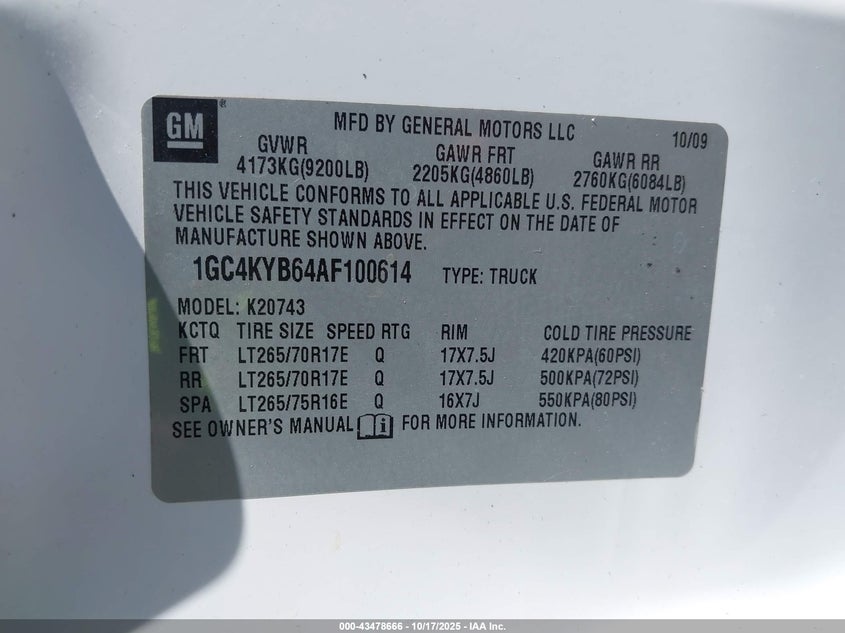 GM ®
MFD BY GENERAL MOTORS LLC 10/09
GVWR GAWR FRT GAWR RR
4173KG(9200LB) 2205KG(4860LB) 2760KG(6084LB)
THIS VEHICLE CONFORMS TO ALL APPLICABLE U.S. FEDERAL MOTOR
VEHICLE SAFETY STANDARDS IN EFFECT ON THE DATE OF
MANUFACTURE SHOWN ABOVE.
1GC4KYB64AF100614 TYPE: TRUCK
MODEL: K20743
KCTQ TIRE SIZE SPEED RTG RIM COLD TIRE PRESSURE
FRT LT265/70R17E Q 17X7.5J 420KPA(60PSI)
RR LT265/70R17E Q 17X7.5J 500KPA(72PSI)
SPA LT265/75R16E Q 16X7J 550KPA(80PSI)
SEE OWNER'S MANUAL FOR MORE INFORMATION.
000-43478666 - 10/17/2025 - IAA Inc.